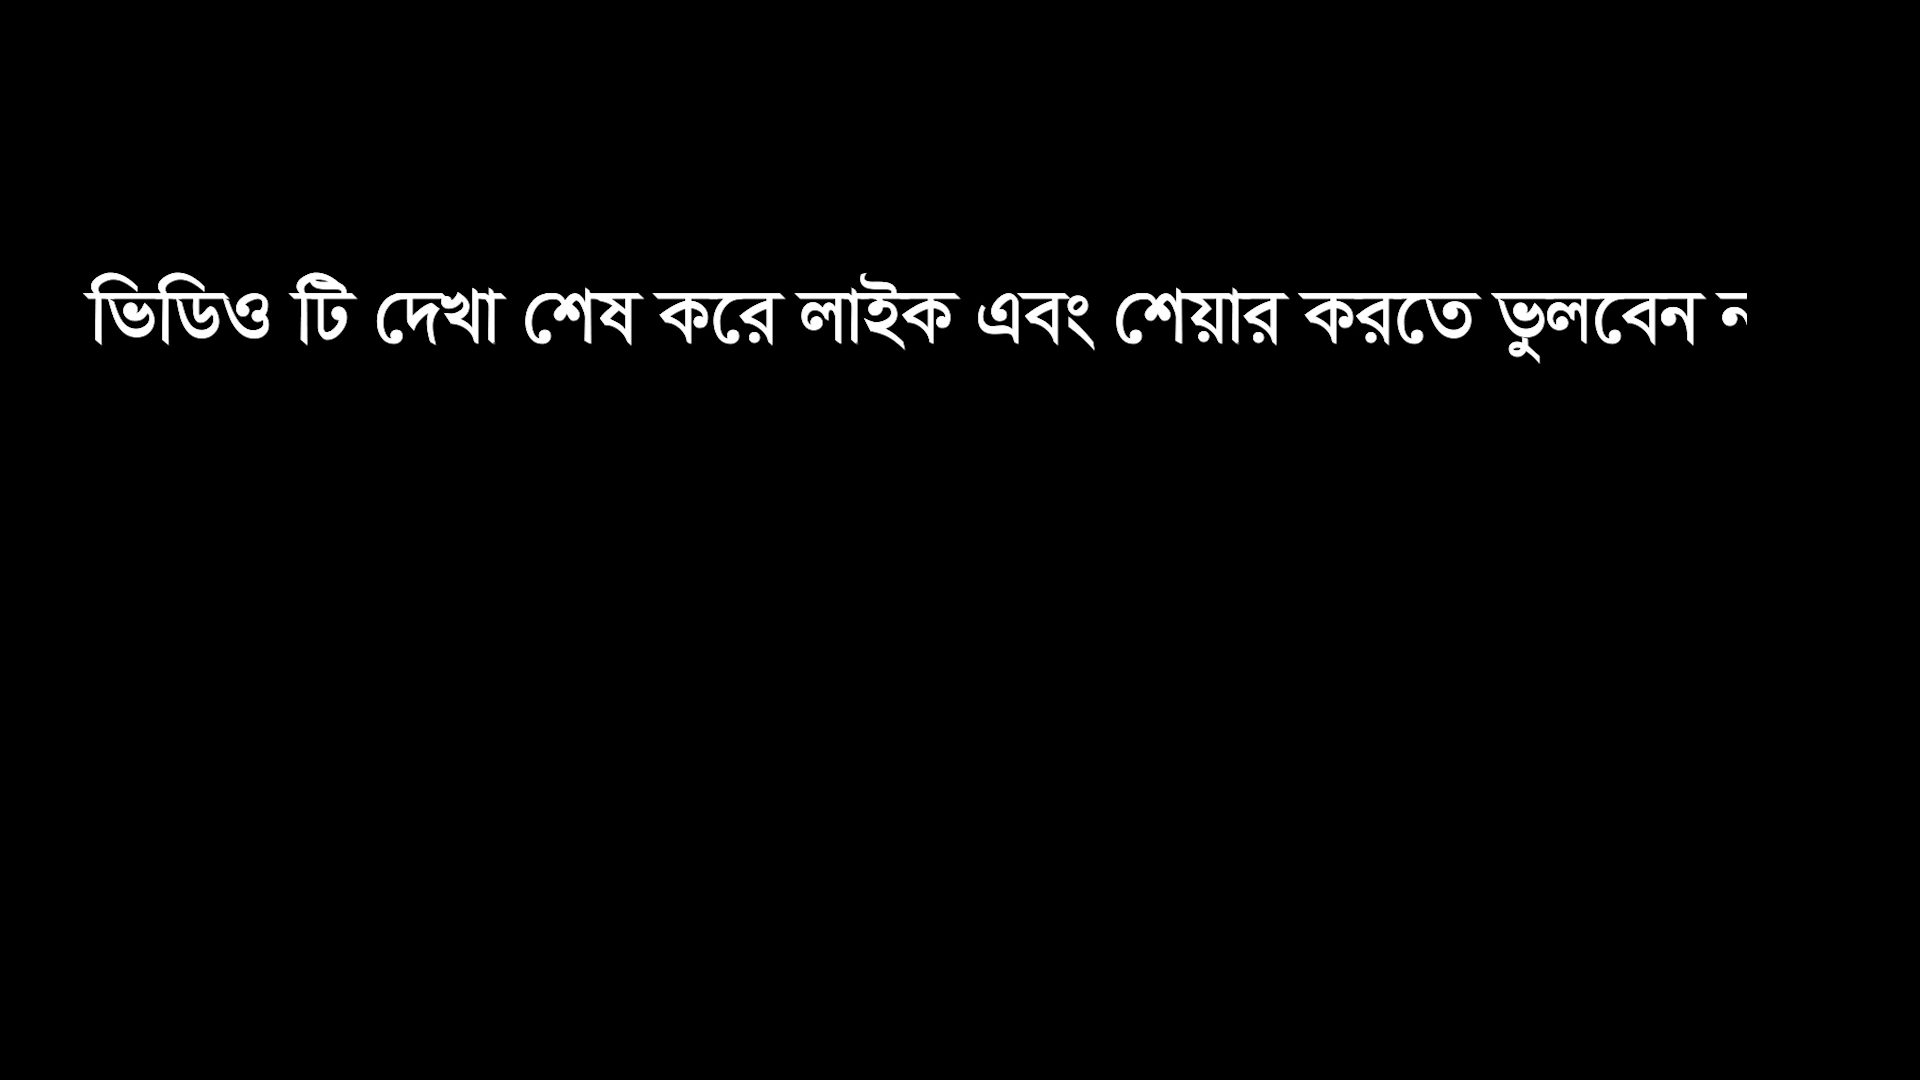 ভিডিও টি দেখা শেষ করে লাইক এবং শেয়ার করতে ভুলবেন ন